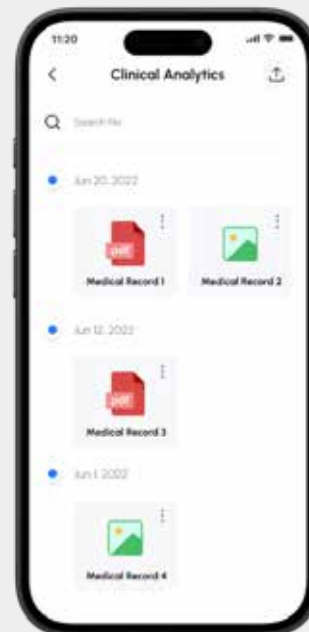 11:20
Clinical Analytics
Search file
Jun 20, 2022
pdf
Medical Record 1
Medical Record 2
Jun 12, 2022
pdf
Medical Record 3
Jun 1, 2022
Medical Record 4